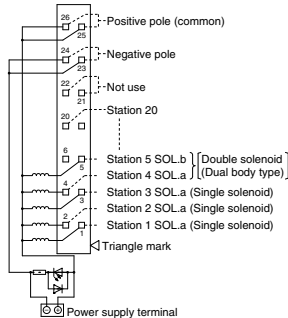 26
Positive pole (common)
25
24
Negative pole
23
22
Not use
21
20
Station 20
6
Station 5 SOL.b
5
Station 4 SOL.a
Double solenoid
(Dual body type)
4
Station 3 SOL.a (Single solenoid)
3
Station 2 SOL.a (Single solenoid)
2
Station 1 SOL.a (Single solenoid)
1
Triangle mark
Power supply terminal